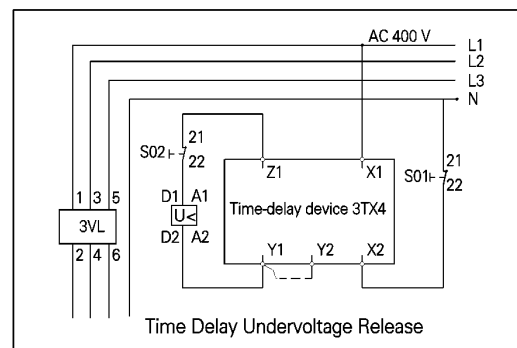 AC 400 V
L1
L2
L3
N
21
S02
22
21
S01
22
Z1
X1
1 3 5
D1 A1
3VL
U<
Time-delay device 3TX4
D2 A2
2 4 6
Y1
Y2
X2
Time Delay Undervoltage Release